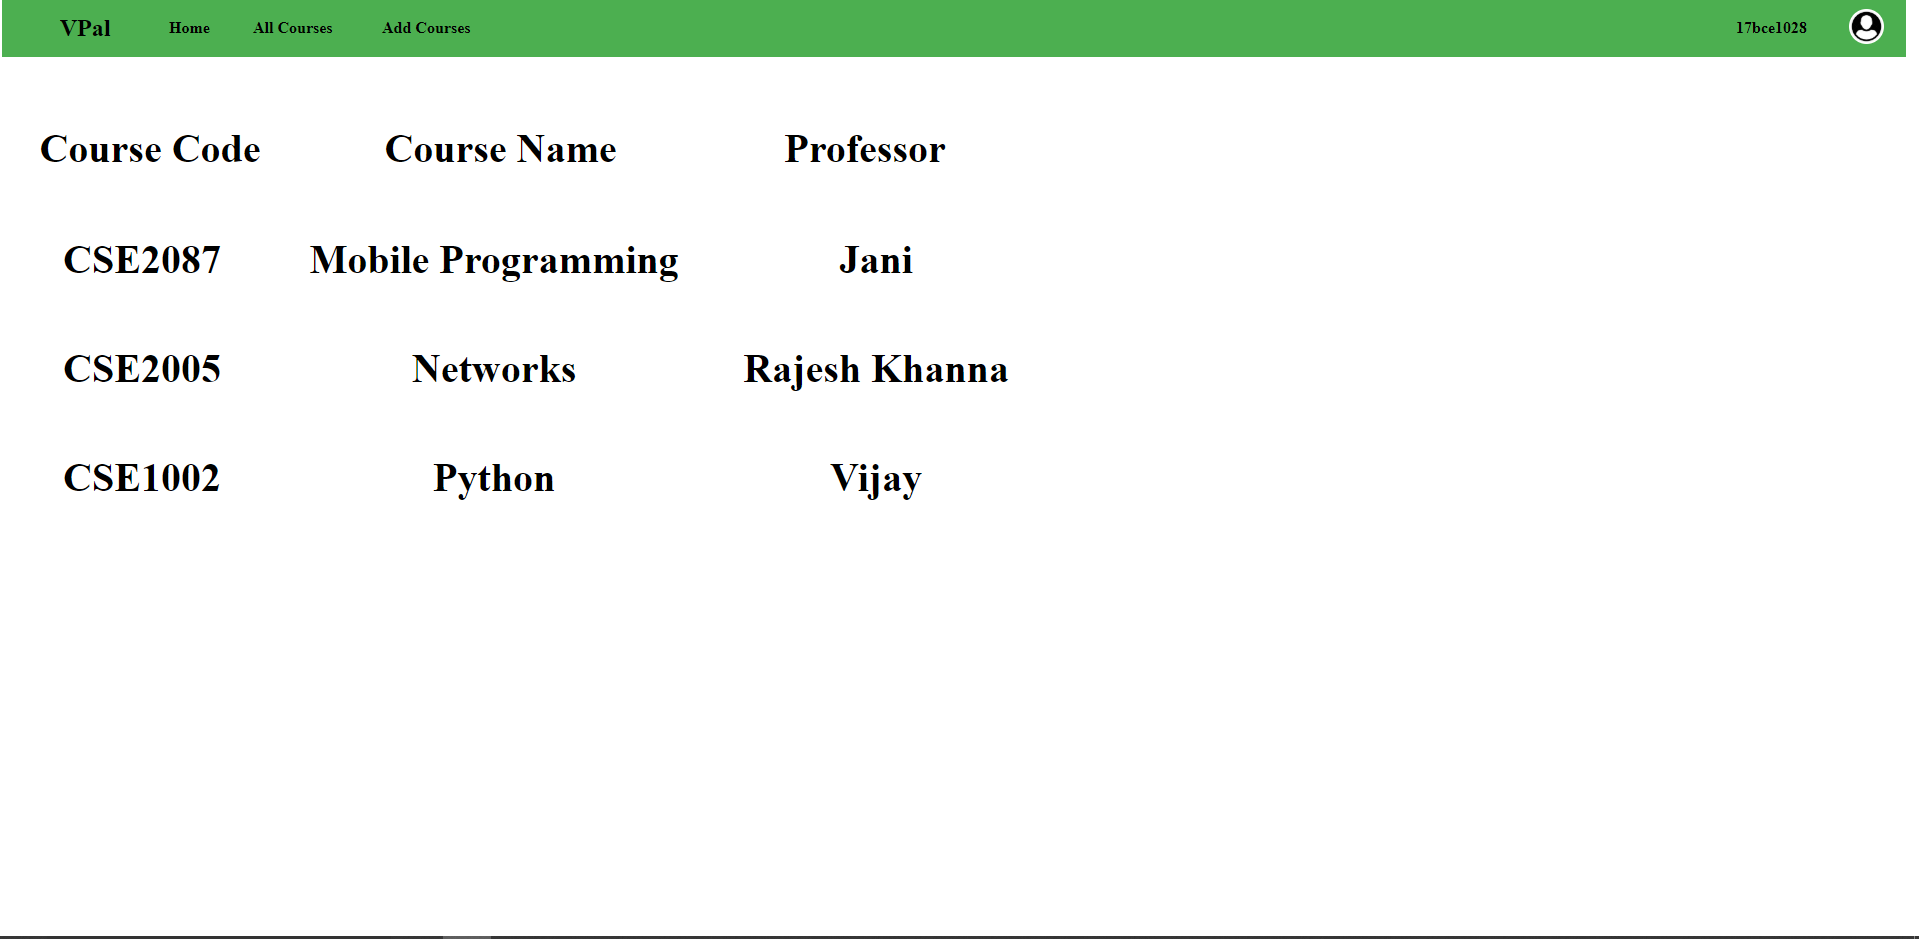 VPal Home All Courses Add Courses 17bce1028
Course Code Course Name Professor
CSE2087 Mobile Programming Jani
CSE2005 Networks Rajesh Khanna
CSE1002 Python Vijay